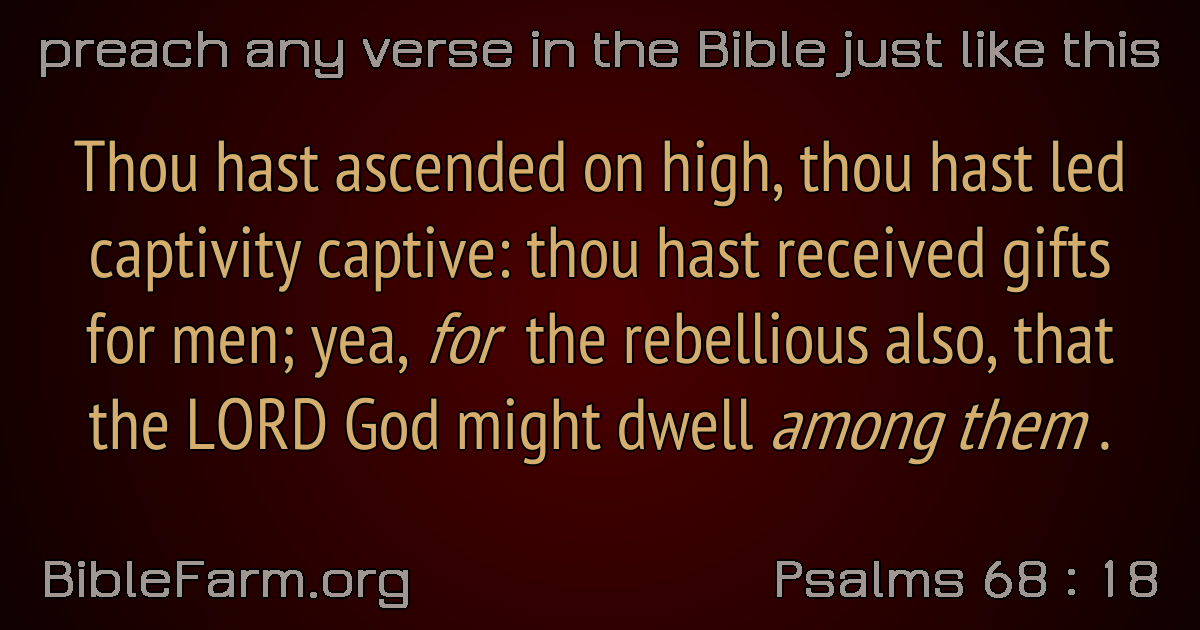 preach any verse in the Bible just like this
Thou hast ascended on high, thou hast led
captivity captive: thou hast received gifts
for men; yea, for the rebellious also, that
the LORD God might dwell among them .
BibleFarm.org
Psalms 68 : 18